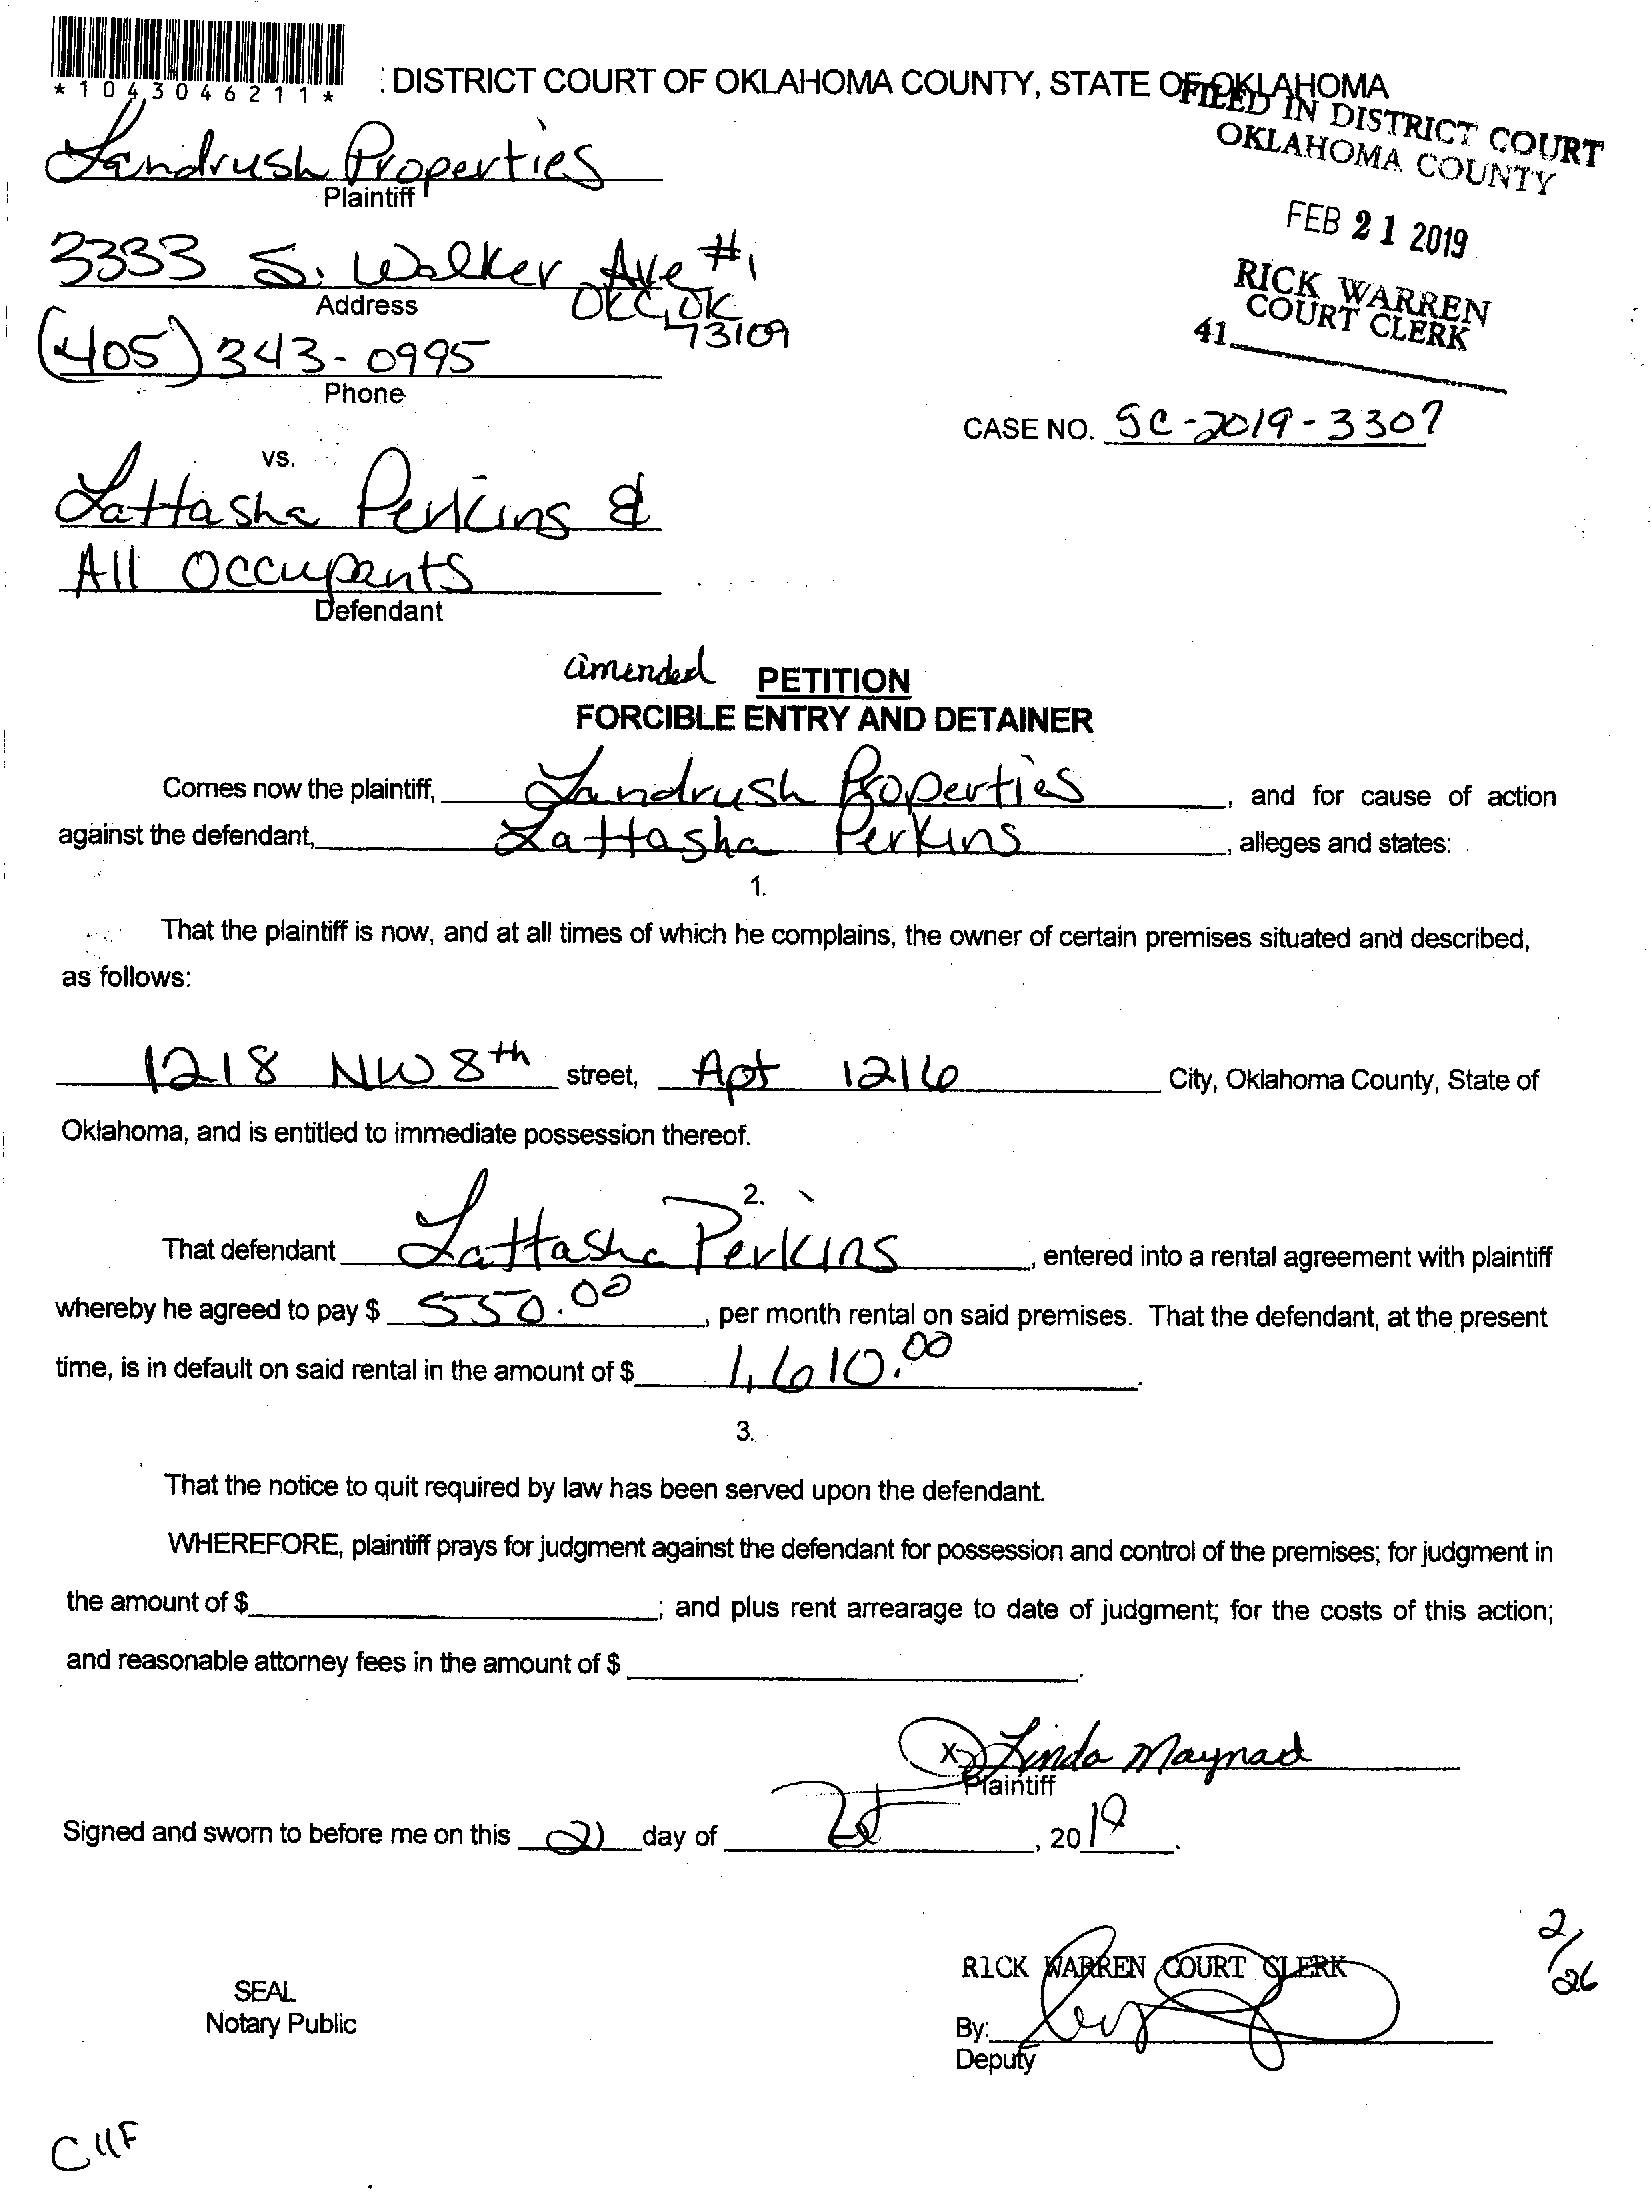 *1043046211*
DISTRICT COURT OF OKLAHOMA COUNTY, STATE OF OKLAHOMA
FILED IN DISTRICT COURT
OKLAHOMA COUNTY
FEB 21 2019
RICK WARREN
COURT CLERK
41
Landrush Properties
Plaintiff
3333 S. Walker Ave #1
OKC, OK
73109
Address
(405) 343-0995
Phone
CASE NO. SC-2019-3307
vs.
Lattasha Perkins &
All Occupants
Defendant
amended PETITION
FORCIBLE ENTRY AND DETAINER
Comes now the plaintiff, Landrush Properties, and for cause of action
against the defendant, Lattasha Perkins, alleges and states:
1.
That the plaintiff is now, and at all times of which he complains, the owner of certain premises situated and described,
as follows:
1218 NW 8th street, Apt 1216 City, Oklahoma County, State of
Oklahoma, and is entitled to immediate possession thereof.
2.
That defendant Lattasha Perkins, entered into a rental agreement with plaintiff
whereby he agreed to pay $ 550.00, per month rental on said premises. That the defendant, at the present
time, is in default on said rental in the amount of $ 1,610.00.
3.
That the notice to quit required by law has been served upon the defendant.
WHEREFORE, plaintiff prays for judgment against the defendant for possession and control of the premises; for judgment in
the amount of $; and plus rent arrearage to date of judgment; for the costs of this action;
and reasonable attorney fees in the amount of $.
X Linda Maynad
Plaintiff
Signed and sworn to before me on this 21 day of , 2019.
2/26
RICK WARREN COURT CLERK
SEAL
Notary Public
By:
Deputy